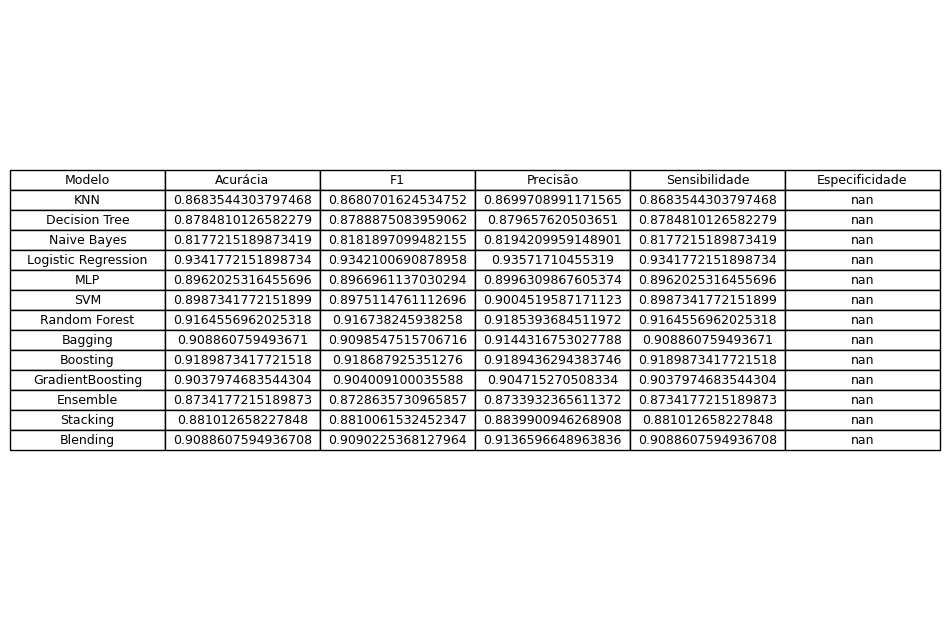 Modelo Acurácia F1 Precisão Sensibilidade Especificidade
KNN 0.8683544303797468 0.8680701624534752 0.8699708991171565 0.8683544303797468 nan
Decision Tree 0.8784810126582279 0.8788875083959062 0.879657620503651 0.8784810126582279 nan
Naive Bayes 0.8177215189873419 0.8181897099482155 0.8194209959148901 0.8177215189873419 nan
Logistic Regression 0.9341772151898734 0.9342100690878958 0.93571710455319 0.9341772151898734 nan
MLP 0.8962025316455696 0.8966961137030294 0.8996309867605374 0.8962025316455696 nan
SVM 0.8987341772151899 0.8975114761112696 0.9004519587171123 0.8987341772151899 nan
Random Forest 0.9164556962025318 0.916738245938258 0.9185393684511972 0.9164556962025318 nan
Bagging 0.908860759493671 0.9098547515706716 0.9144316753027788 0.908860759493671 nan
Boosting 0.9189873417721518 0.918687925351276 0.9189436294383746 0.9189873417721518 nan
GradientBoosting 0.9037974683544304 0.904009100035588 0.904715270508334 0.9037974683544304 nan
Ensemble 0.8734177215189873 0.8728635730965857 0.8733932365611372 0.8734177215189873 nan
Stacking 0.881012658227848 0.8810061532452347 0.8839900946268908 0.881012658227848 nan
Blending 0.9088607594936708 0.9090225368127964 0.9136596648963836 0.9088607594936708 nan